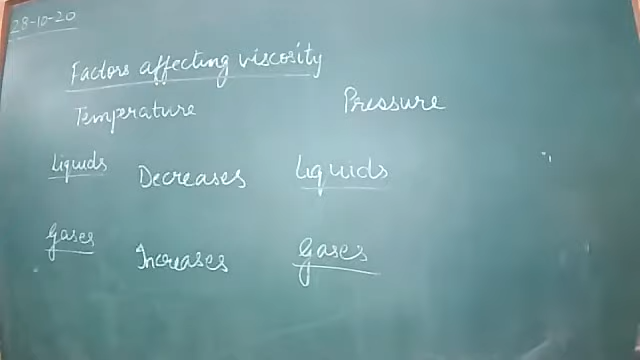 28-10-20
Factors affecting viscosity
Temperature Pressure
Liquids Decreases Liquids
Gases Increases Gases